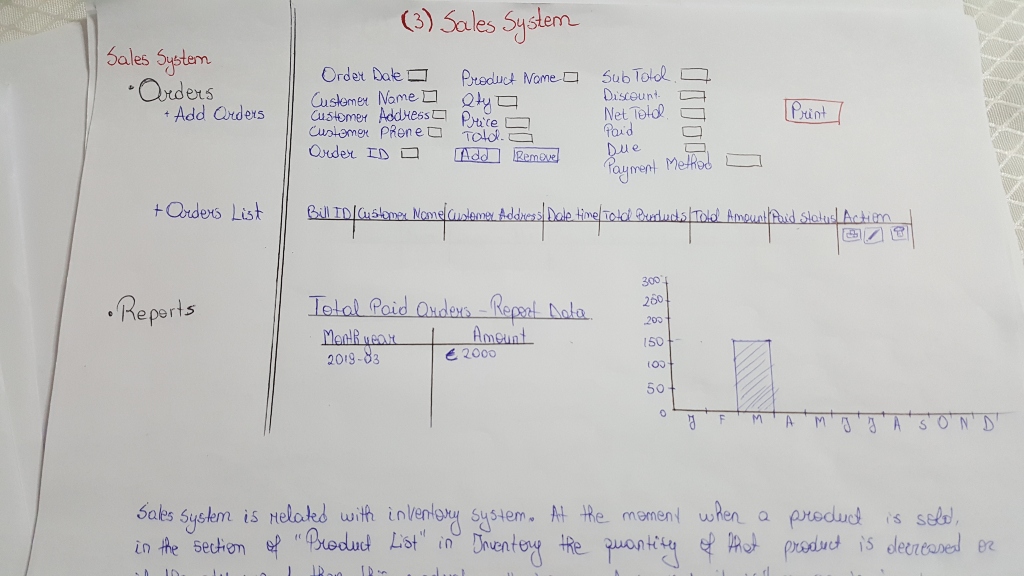 (3) Sales System
Sales System
• Orders
+ Add Orders
Order Date
Customer Name
Customer Address
Customer Phone
Order ID
Product Name
Qty
Price
Total
Add Remove
SubTotal
Discount
Net Total
Paid
Due
Payment Method
Print
+ Orders List
Bill ID Customer Name Customer Address Date time Total Products Total Amount Paid Status Action
• Reports
Total Paid Orders - Report Data
Month year Amount
2019-03 € 2000
300
250
200
150
100
50
0
J F M A M J J A S O N D
Sales System is related with inventory system. At the moment when a product is sold,
in the section of "Product List" in Inventory the quantity of that product is decreased or